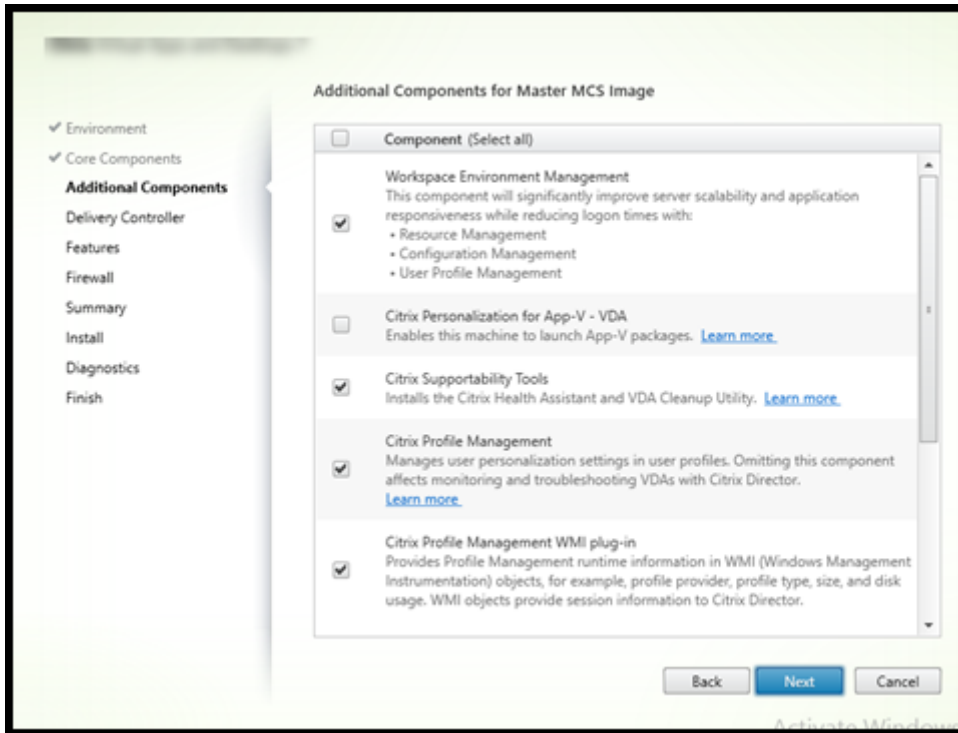 Additional Components for Master MCS Image
✔ Environment
✔ Core Components
Additional Components
Delivery Controller
Features
Firewall
Summary
Install
Diagnostics
Finish
Component (Select all)
Workspace Environment Management
This component will significantly improve server scalability and application
responsiveness while reducing logon times with:
• Resource Management
• Configuration Management
• User Profile Management
Citrix Personalization for App-V - VDA
Enables this machine to launch App-V packages. Learn more
Citrix Supportability Tools
Installs the Citrix Health Assistant and VDA Cleanup Utility. Learn more
Citrix Profile Management
Manages user personalization settings in user profiles. Omitting this component
affects monitoring and troubleshooting VDAs with Citrix Director.
Learn more
Citrix Profile Management WMI plug-in
Provides Profile Management runtime information in WMI (Windows Management
Instrumentation) objects, for example, profile provider, profile type, size, and disk
usage. WMI objects provide session information to Citrix Director.
Back Next Cancel
Activate Windows